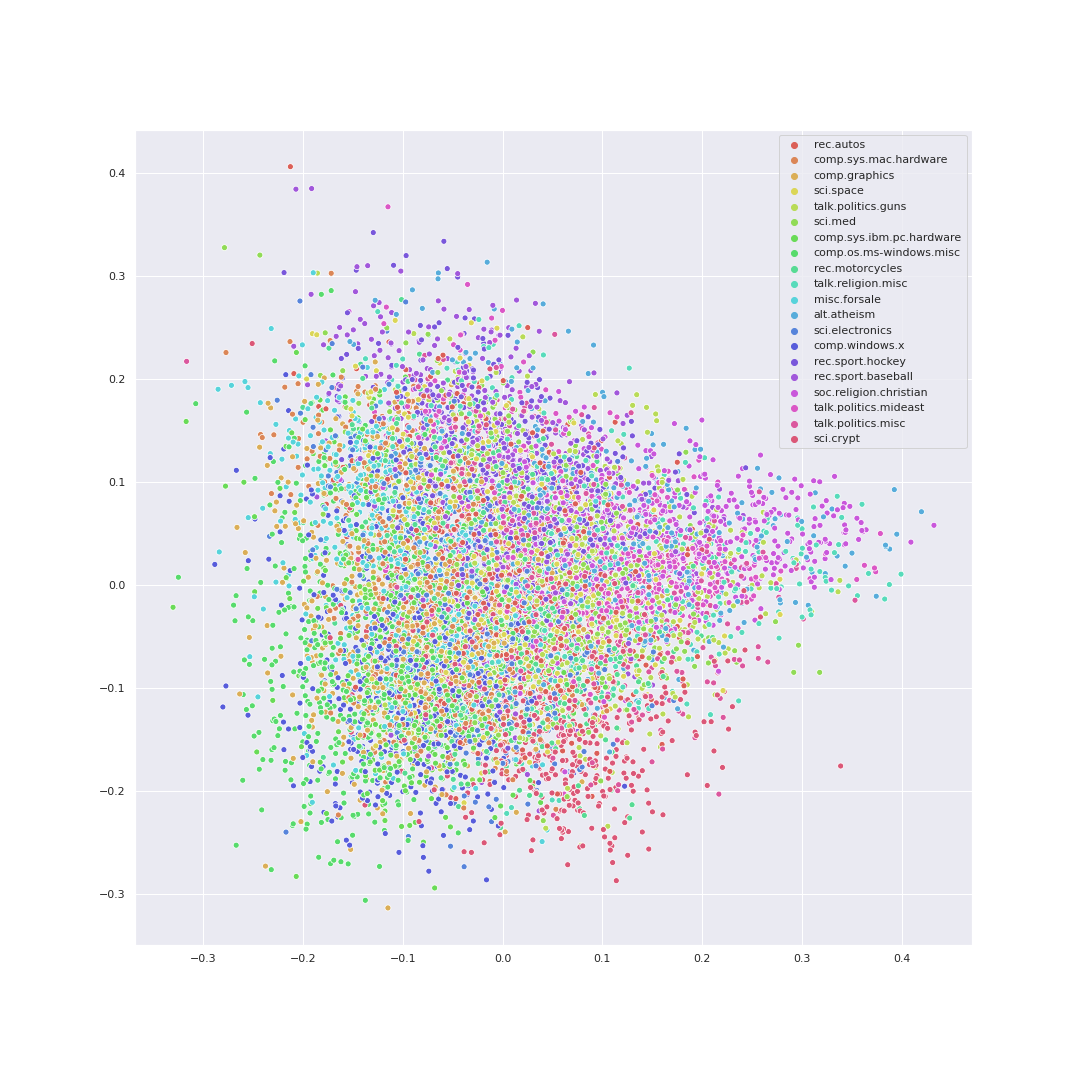 rec.autos
comp.sys.mac.hardware
comp.graphics
sci.space
talk.politics.guns
sci.med
comp.sys.ibm.pc.hardware
comp.os.ms-windows.misc
rec.motorcycles
talk.religion.misc
misc.forsale
alt.atheism
sci.electronics
comp.windows.x
rec.sport.hockey
rec.sport.baseball
soc.religion.christian
talk.politics.mideast
talk.politics.misc
sci.crypt
0.4
0.3
0.2
0.1
0.0
−0.1
−0.2
−0.3
−0.3 −0.2 −0.1 0.0 0.1 0.2 0.3 0.4